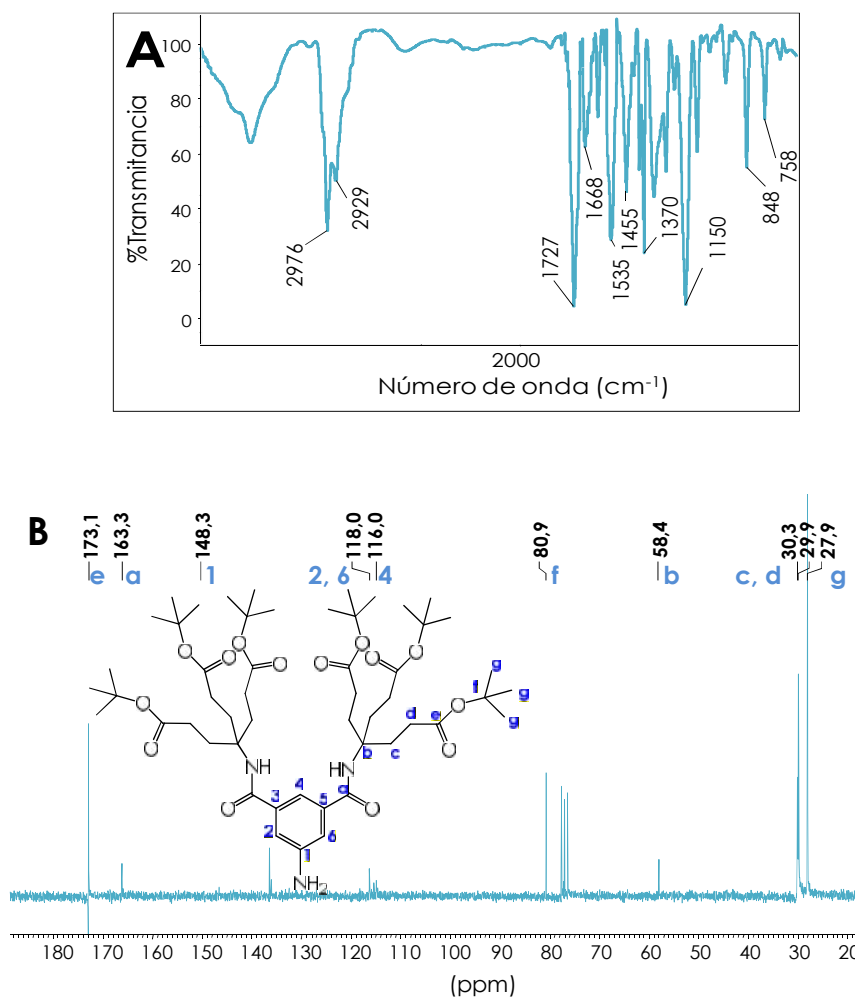 A
100
80
60
40
20
0
%Transmitancia
2976
2929
1727
1668
1535
1455
1370
1150
848
758
2000
Número de onda (cm-1)
B
173,1
163,3
148,3
118,0
116,0
80,9
58,4
30,3
29,9
27,9
e a 1 2, 6 4 f b c, d g
O O O O O O O O
g
f g
O g
d e
b c O
HN NH
O 4 a O
3 5
2 6
1
NH2
180 170 160 150 140 130 120 110 100 90 80 70 60 50 40 30 20
(ppm)